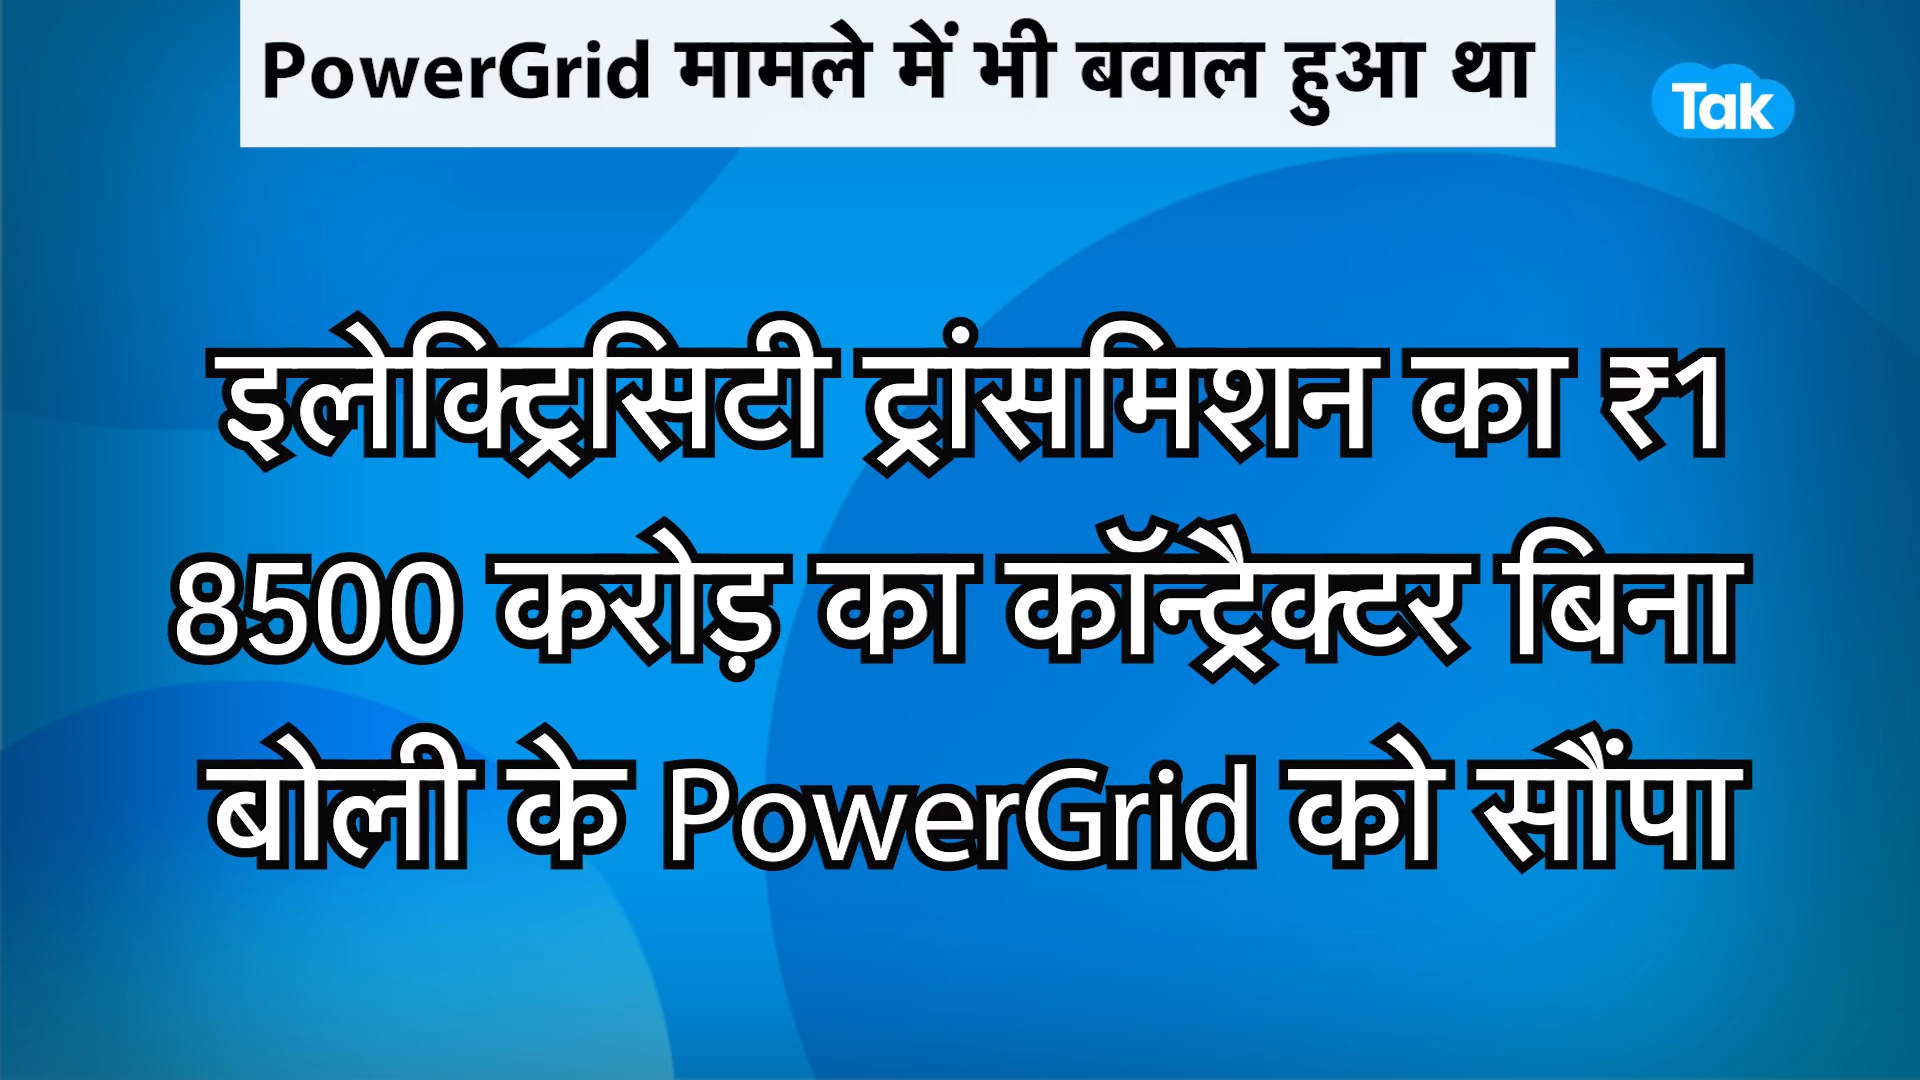 PowerGrid मामले में भी बवाल हुआ था
Tak
इलेक्ट्रिसिटी ट्रांसमिशन का ₹1
8500 करोड़ का कॉन्ट्रैक्टर बिना
बोली के PowerGrid को सौंपा